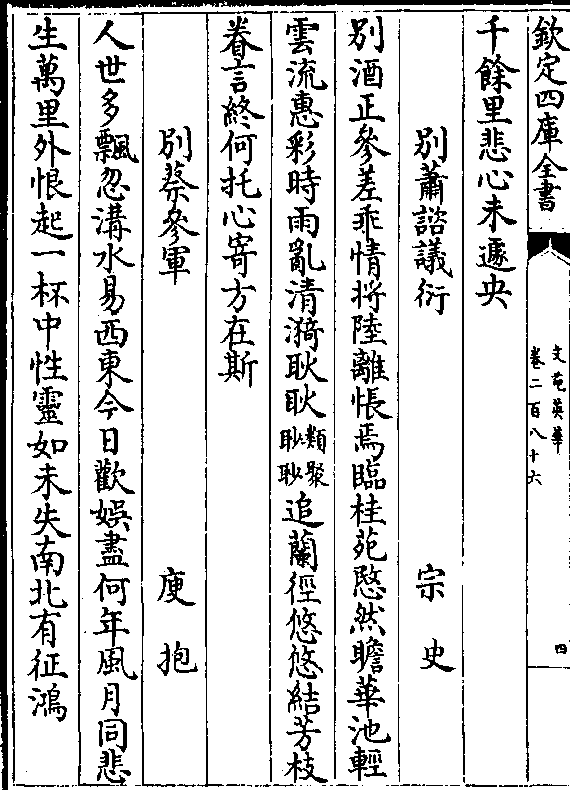 欽定四庫全書
文苑英華
卷二百八十六
四
千餘里悲心未遽央
別蕭諮議衍
宗史
別酒正參差乖情將陸離悵焉臨桂苑愍然瞻華池輕
雲流惠彩時雨亂清漪耿耿類聚眇眇追蘭徑悠悠結芳枝
眷言終何托心寄方在斯
別蔡參軍
庾抱
人世多飄忽溝水易西東今日歡娛盡何年風月同悲
生萬里外恨起一杯中性靈如未失南北有征鴻